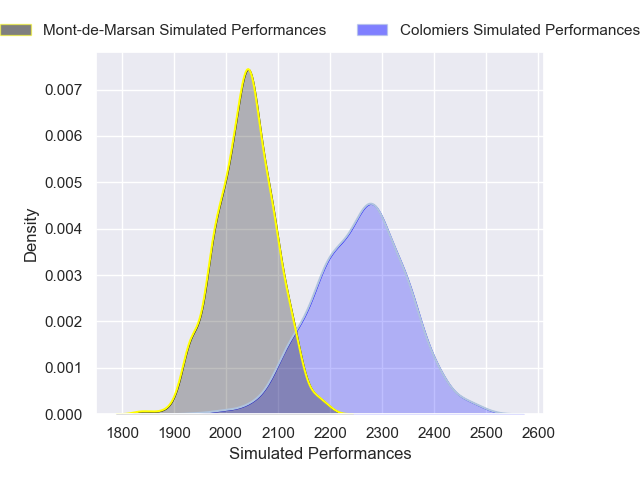 Mont-de-Marsan Simulated Performances
Colomiers Simulated Performances
Density
0.007
0.006
0.005
0.004
0.003
0.002
0.001
0.000
1800 1900 2000 2100 2200 2300 2400 2500 2600
Simulated Performances